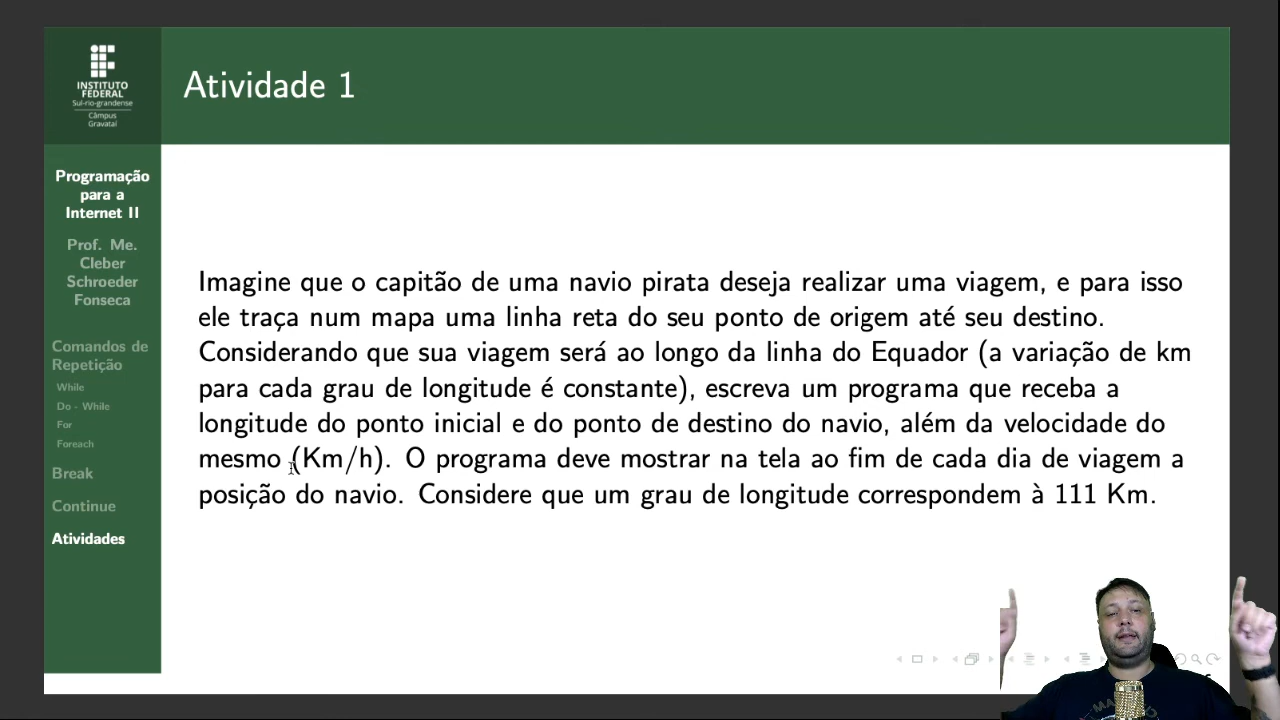 INSTITUTO
FEDERAL
Sul-rio-grandense
Câmpus
Gravataí
Atividade 1
Programação
para a
Internet II
Prof. Me.
Cleber
Schroeder
Fonseca
Comandos de
Repetição
While
Do - While
For
Foreach
Break
Continue
Atividades
Imagine que o capitão de uma navio pirata deseja realizar uma viagem, e para isso
ele traça num mapa uma linha reta do seu ponto de origem até seu destino.
Considerando que sua viagem será ao longo da linha do Equador (a variação de km
para cada grau de longitude é constante), escreva um programa que receba a
longitude do ponto inicial e do ponto de destino do navio, além da velocidade do
mesmo (Km/h). O programa deve mostrar na tela ao fim de cada dia de viagem a
posição do navio. Considere que um grau de longitude correspondem à 111 Km.